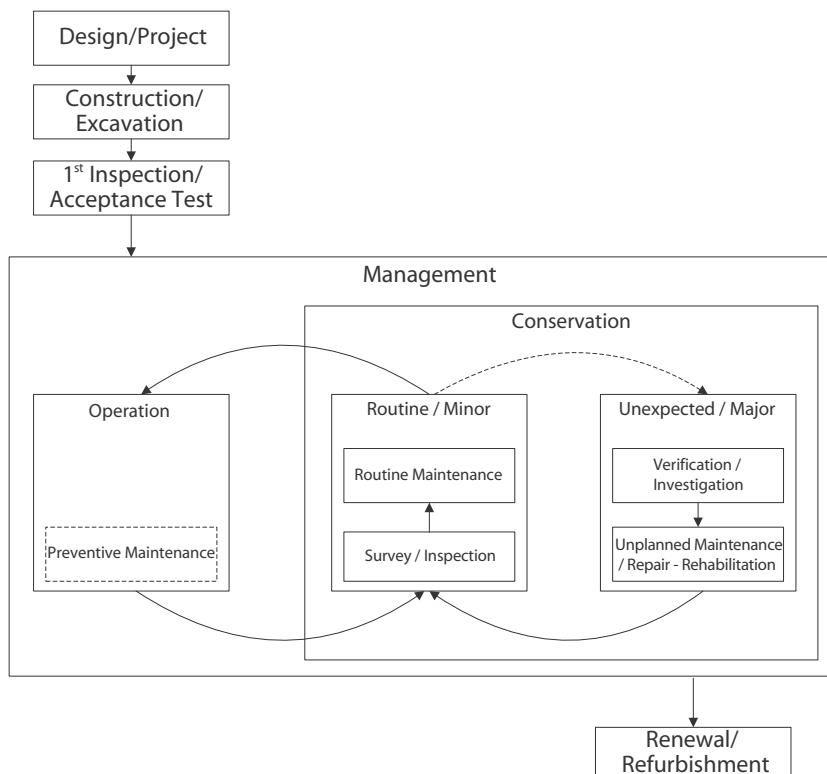 Design/Project
Construction/
Excavation
1st Inspection/
Acceptance Test
Management
Conservation
Operation
Preventive Maintenance
Routine / Minor
Routine Maintenance
Survey / Inspection
Unexpected / Major
Verification /
Investigation
Unplanned Maintenance
/ Repair - Rehabilitation
Renewal/
Refurbishment